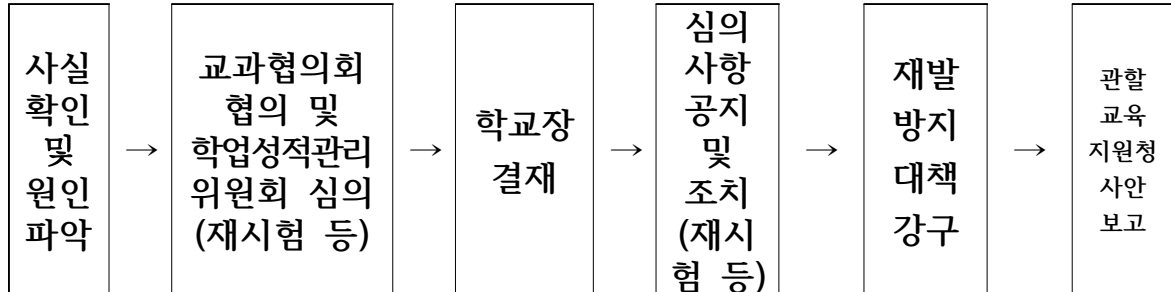 사실
확인
및
원인
파악
→
교과협의회
협의 및
학업성적관리
위원회 심의
(재시험 등)
→
학교장
결재
→
심의
사항
공지
및
조치
(재시
험 등)
→
재발
방지
대책
강구
→
관할
교육
지원청
사안
보고